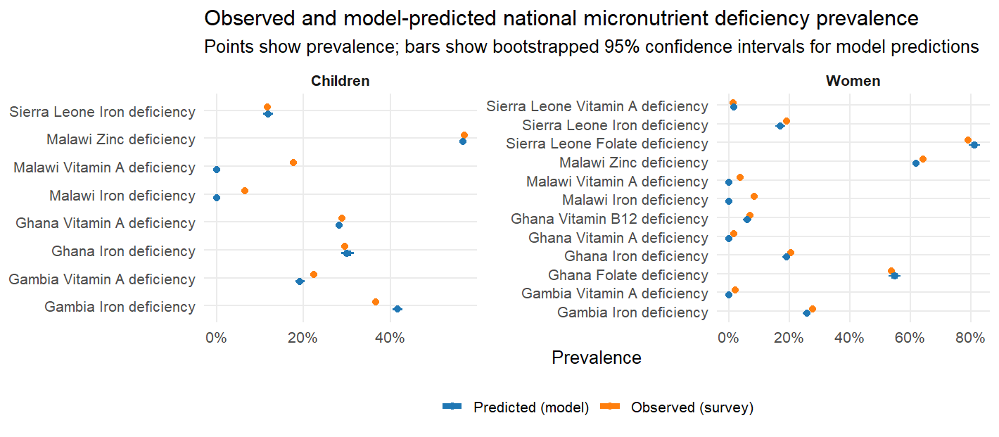 Observed and model-predicted national micronutrient deficiency prevalence
Points show prevalence; bars show bootstrapped 95% confidence intervals for model predictions
Children
Sierra Leone Iron deficiency
Malawi Zinc deficiency
Malawi Vitamin A deficiency
Malawi Iron deficiency
Ghana Vitamin A deficiency
Ghana Iron deficiency
Gambia Vitamin A deficiency
Gambia Iron deficiency
0% 20% 40%
Women
Sierra Leone Vitamin A deficiency
Sierra Leone Iron deficiency
Sierra Leone Folate deficiency
Malawi Zinc deficiency
Malawi Vitamin A deficiency
Malawi Iron deficiency
Ghana Vitamin B12 deficiency
Ghana Vitamin A deficiency
Ghana Iron deficiency
Ghana Folate deficiency
Gambia Vitamin A deficiency
Gambia Iron deficiency
0% 20% 40% 60% 80%
Prevalence
Predicted (model) Observed (survey)